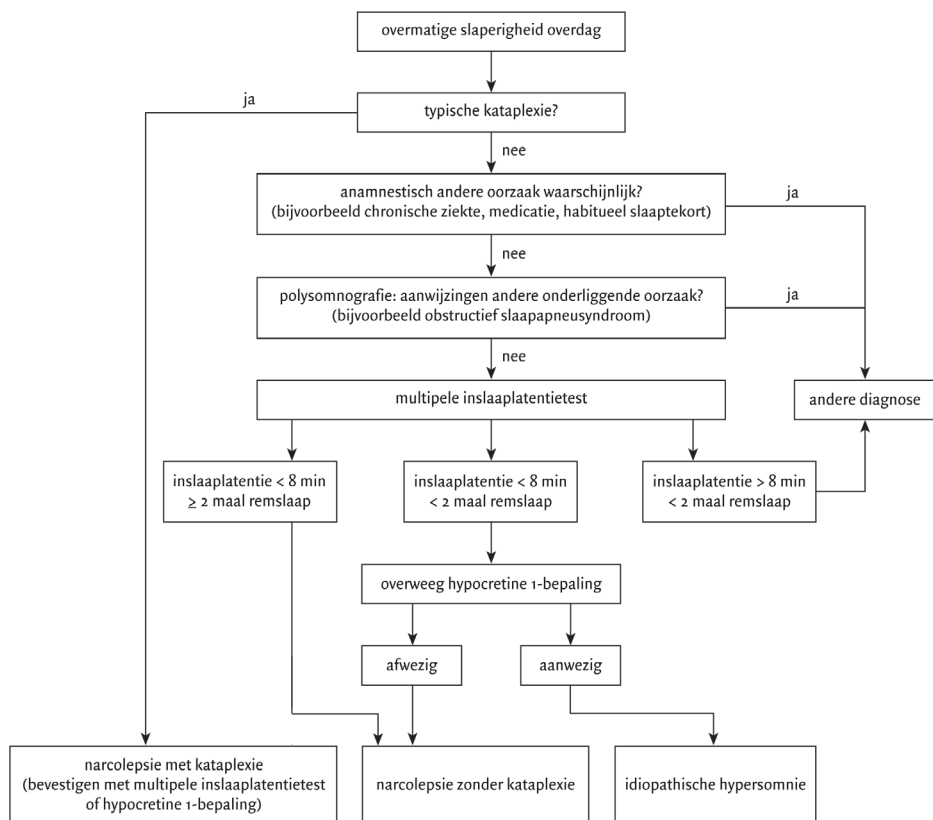 overmatige slaperigheid overdag
ja
typische kataplexie?
nee
anamnestisch andere oorzaak waarschijnlijk?
(bijvoorbeeld chronische ziekte, medicatie, habitueel slaaptekort)
ja
nee
polysomnografie: aanwijzingen andere onderliggende oorzaak?
(bijvoorbeeld obstructief slaapapneusyndroom)
ja
nee
multipele inslaaplatentietest
andere diagnose
inslaaplatentie < 8 min
≥ 2 maal remslaap
inslaaplatentie < 8 min
< 2 maal remslaap
inslaaplatentie > 8 min
< 2 maal remslaap
overweeg hypocretine 1-bepaling
afwezig
aanwezig
narcolepsie met kataplexie
(bevestigen met multipele inslaaplatentietest
of hypocretine 1-bepaling)
narcolepsie zonder kataplexie
idiopathische hypersomnie